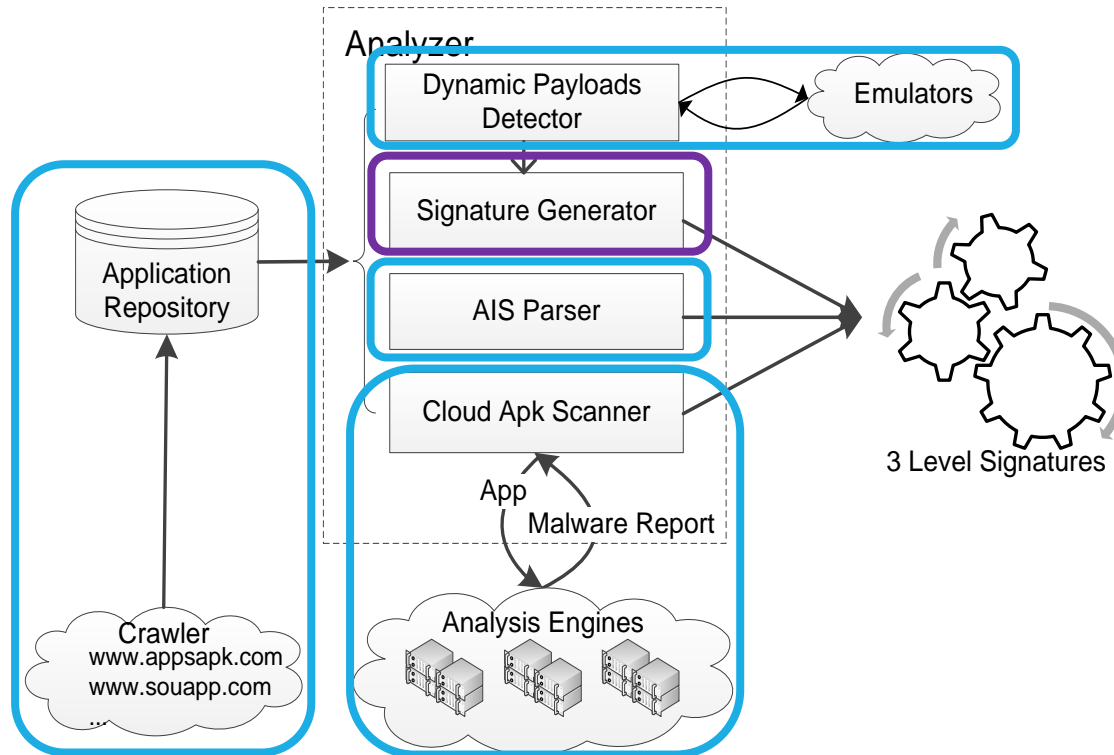 Analyzer
Dynamic Payloads
Detector
Emulators
Signature Generator
Application
Repository
AIS Parser
Cloud Apk Scanner
3 Level Signatures
App
Malware Report
Crawler
www.appsapk.com
www.souapp.com
...
Analysis Engines